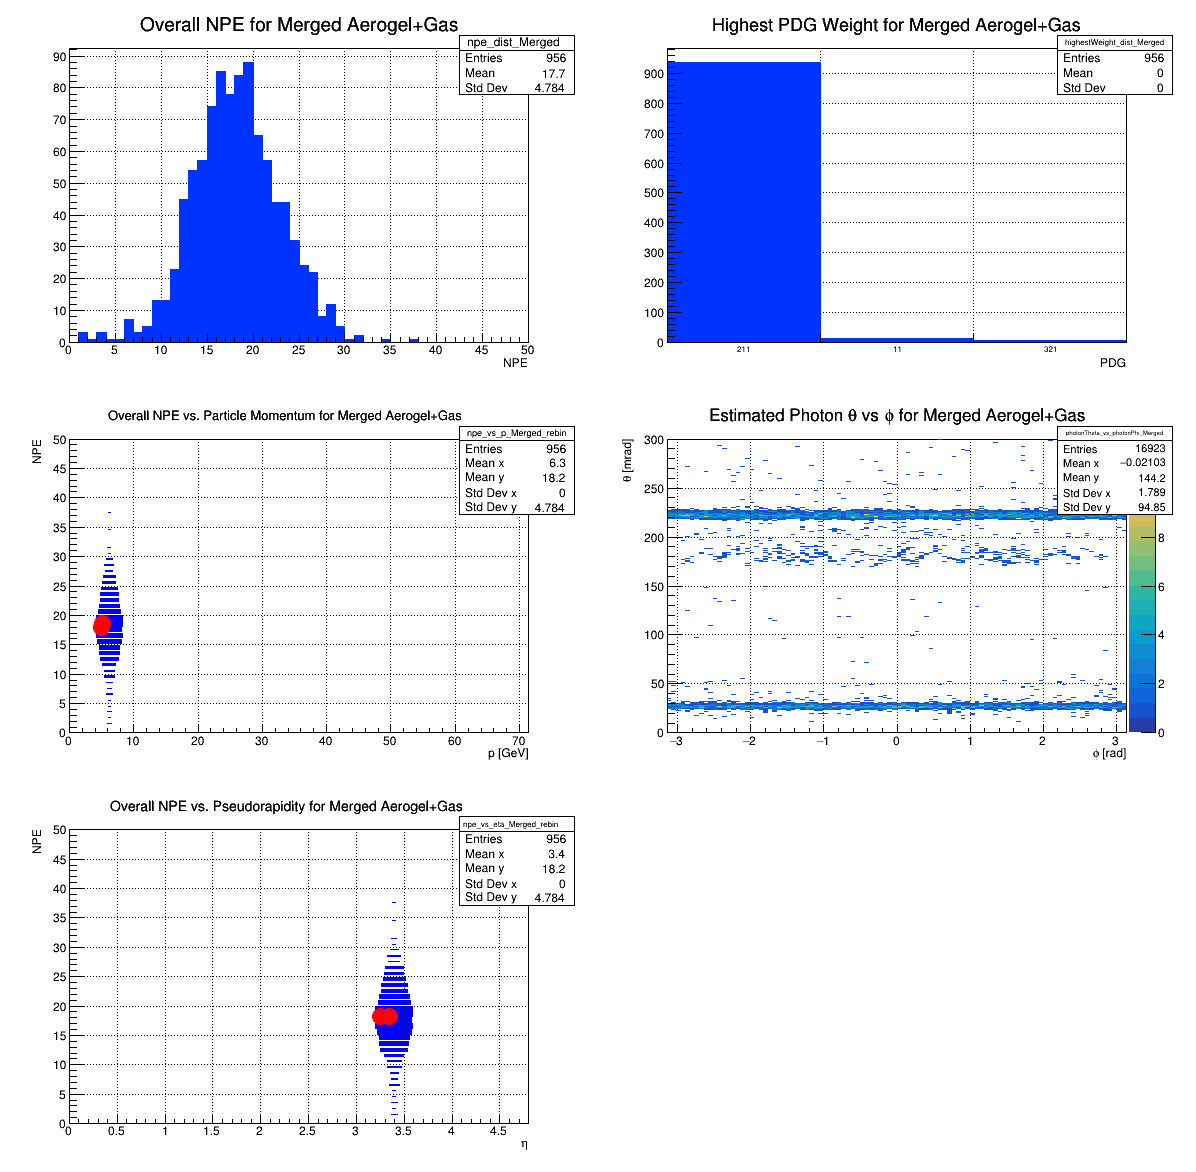 Overall NPE for Merged Aerogel+Gas
npe_dist_Merged
Entries 956
Mean 17.7
Std Dev 4.784
90
80
70
60
50
40
30
20
10
0
0 5 10 15 20 25 30 35 40 45 50
NPE
Highest PDG Weight for Merged Aerogel+Gas
highestWeight_dist_Merged
Entries 956
Mean 0
Std Dev 0
900
800
700
600
500
400
300
200
100
0
211 11 321
PDG
Overall NPE vs. Particle Momentum for Merged Aerogel+Gas
npe_vs_p_Merged_rebin
Entries 956
Mean x 6.3
Mean y 18.2
Std Dev x 0
Std Dev y 4.784
NPE
50
45
40
35
30
25
20
15
10
5
0
0 10 20 30 40 50 60 70
p [GeV]
Estimated Photon θ vs ϕ for Merged Aerogel+Gas
photonTheta_vs_photonPhi_Merged
Entries 16923
Mean x −0.02103
Mean y 144.2
Std Dev x 1.789
Std Dev y 94.85
θ [mrad]
300
250
200
150
100
50
0
−3 −2 −1 0 1 2 3
ϕ [rad]
8
6
4
2
0
Overall NPE vs. Pseudorapidity for Merged Aerogel+Gas
npe_vs_eta_Merged_rebin
Entries 956
Mean x 3.4
Mean y 18.2
Std Dev x 0
Std Dev y 4.784
NPE
50
45
40
35
30
25
20
15
10
5
0
0 0.5 1 1.5 2 2.5 3 3.5 4 4.5
η